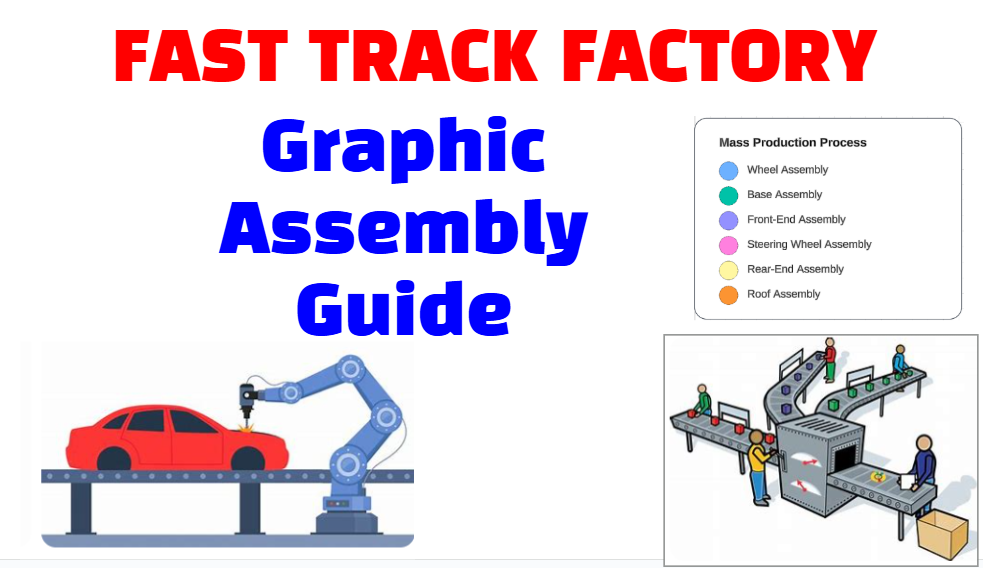 FAST TRACK FACTORY
Graphic
Assembly
Guide
Mass Production Process
Wheel Assembly
Base Assembly
Front-End Assembly
Steering Wheel Assembly
Rear-End Assembly
Roof Assembly